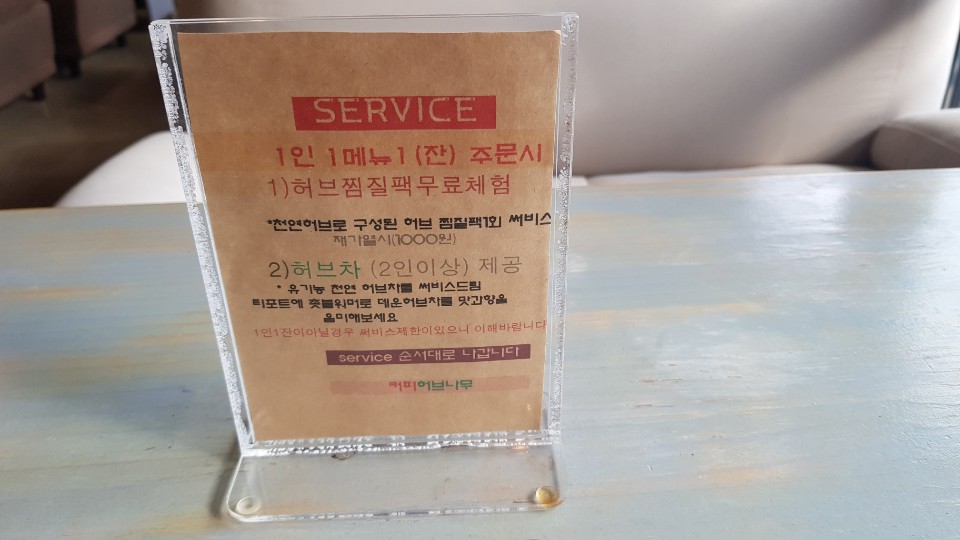 SERVICE
1인 1메뉴1 (잔) 주문시
1)허브찜질팩무료체험
*천연허브로 구성된 허브 찜질팩1회 써비스
재가열시(1000원)
2)허브차 (2인이상) 제공
* 유기농 천연 허브차를 써비스드림
티포트에 촛불워머로 데운허브차를 맛과향을
음미해보세요
1인1잔이아닐경우 써비스제한이있으니 이해바랍니다
service 순서대로 나갑니다
커피허브나무